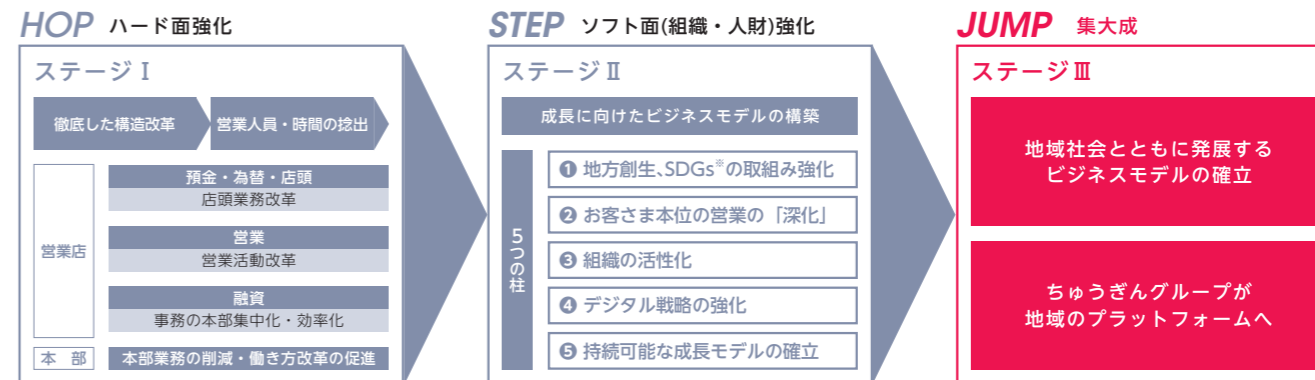 HOP ハード面強化
ステージⅠ
徹底した構造改革
営業人員・時間の捻出
営業店
預金・為替・店頭
店頭業務改革
営業
営業活動改革
融資
事務の本部集中化・効率化
本 部
本部業務の削減・働き方改革の促進
STEP ソフト面(組織・人財)強化
ステージⅡ
成長に向けたビジネスモデルの構築
5つの柱
❶ 地方創生、SDGs※の取組み強化
❷ お客さま本位の営業の「深化」
❸ 組織の活性化
❹ デジタル戦略の強化
❺ 持続可能な成長モデルの確立
JUMP 集大成
ステージⅢ
地域社会とともに発展する
ビジネスモデルの確立
ちゅうぎんグループが
地域のプラットフォームへ